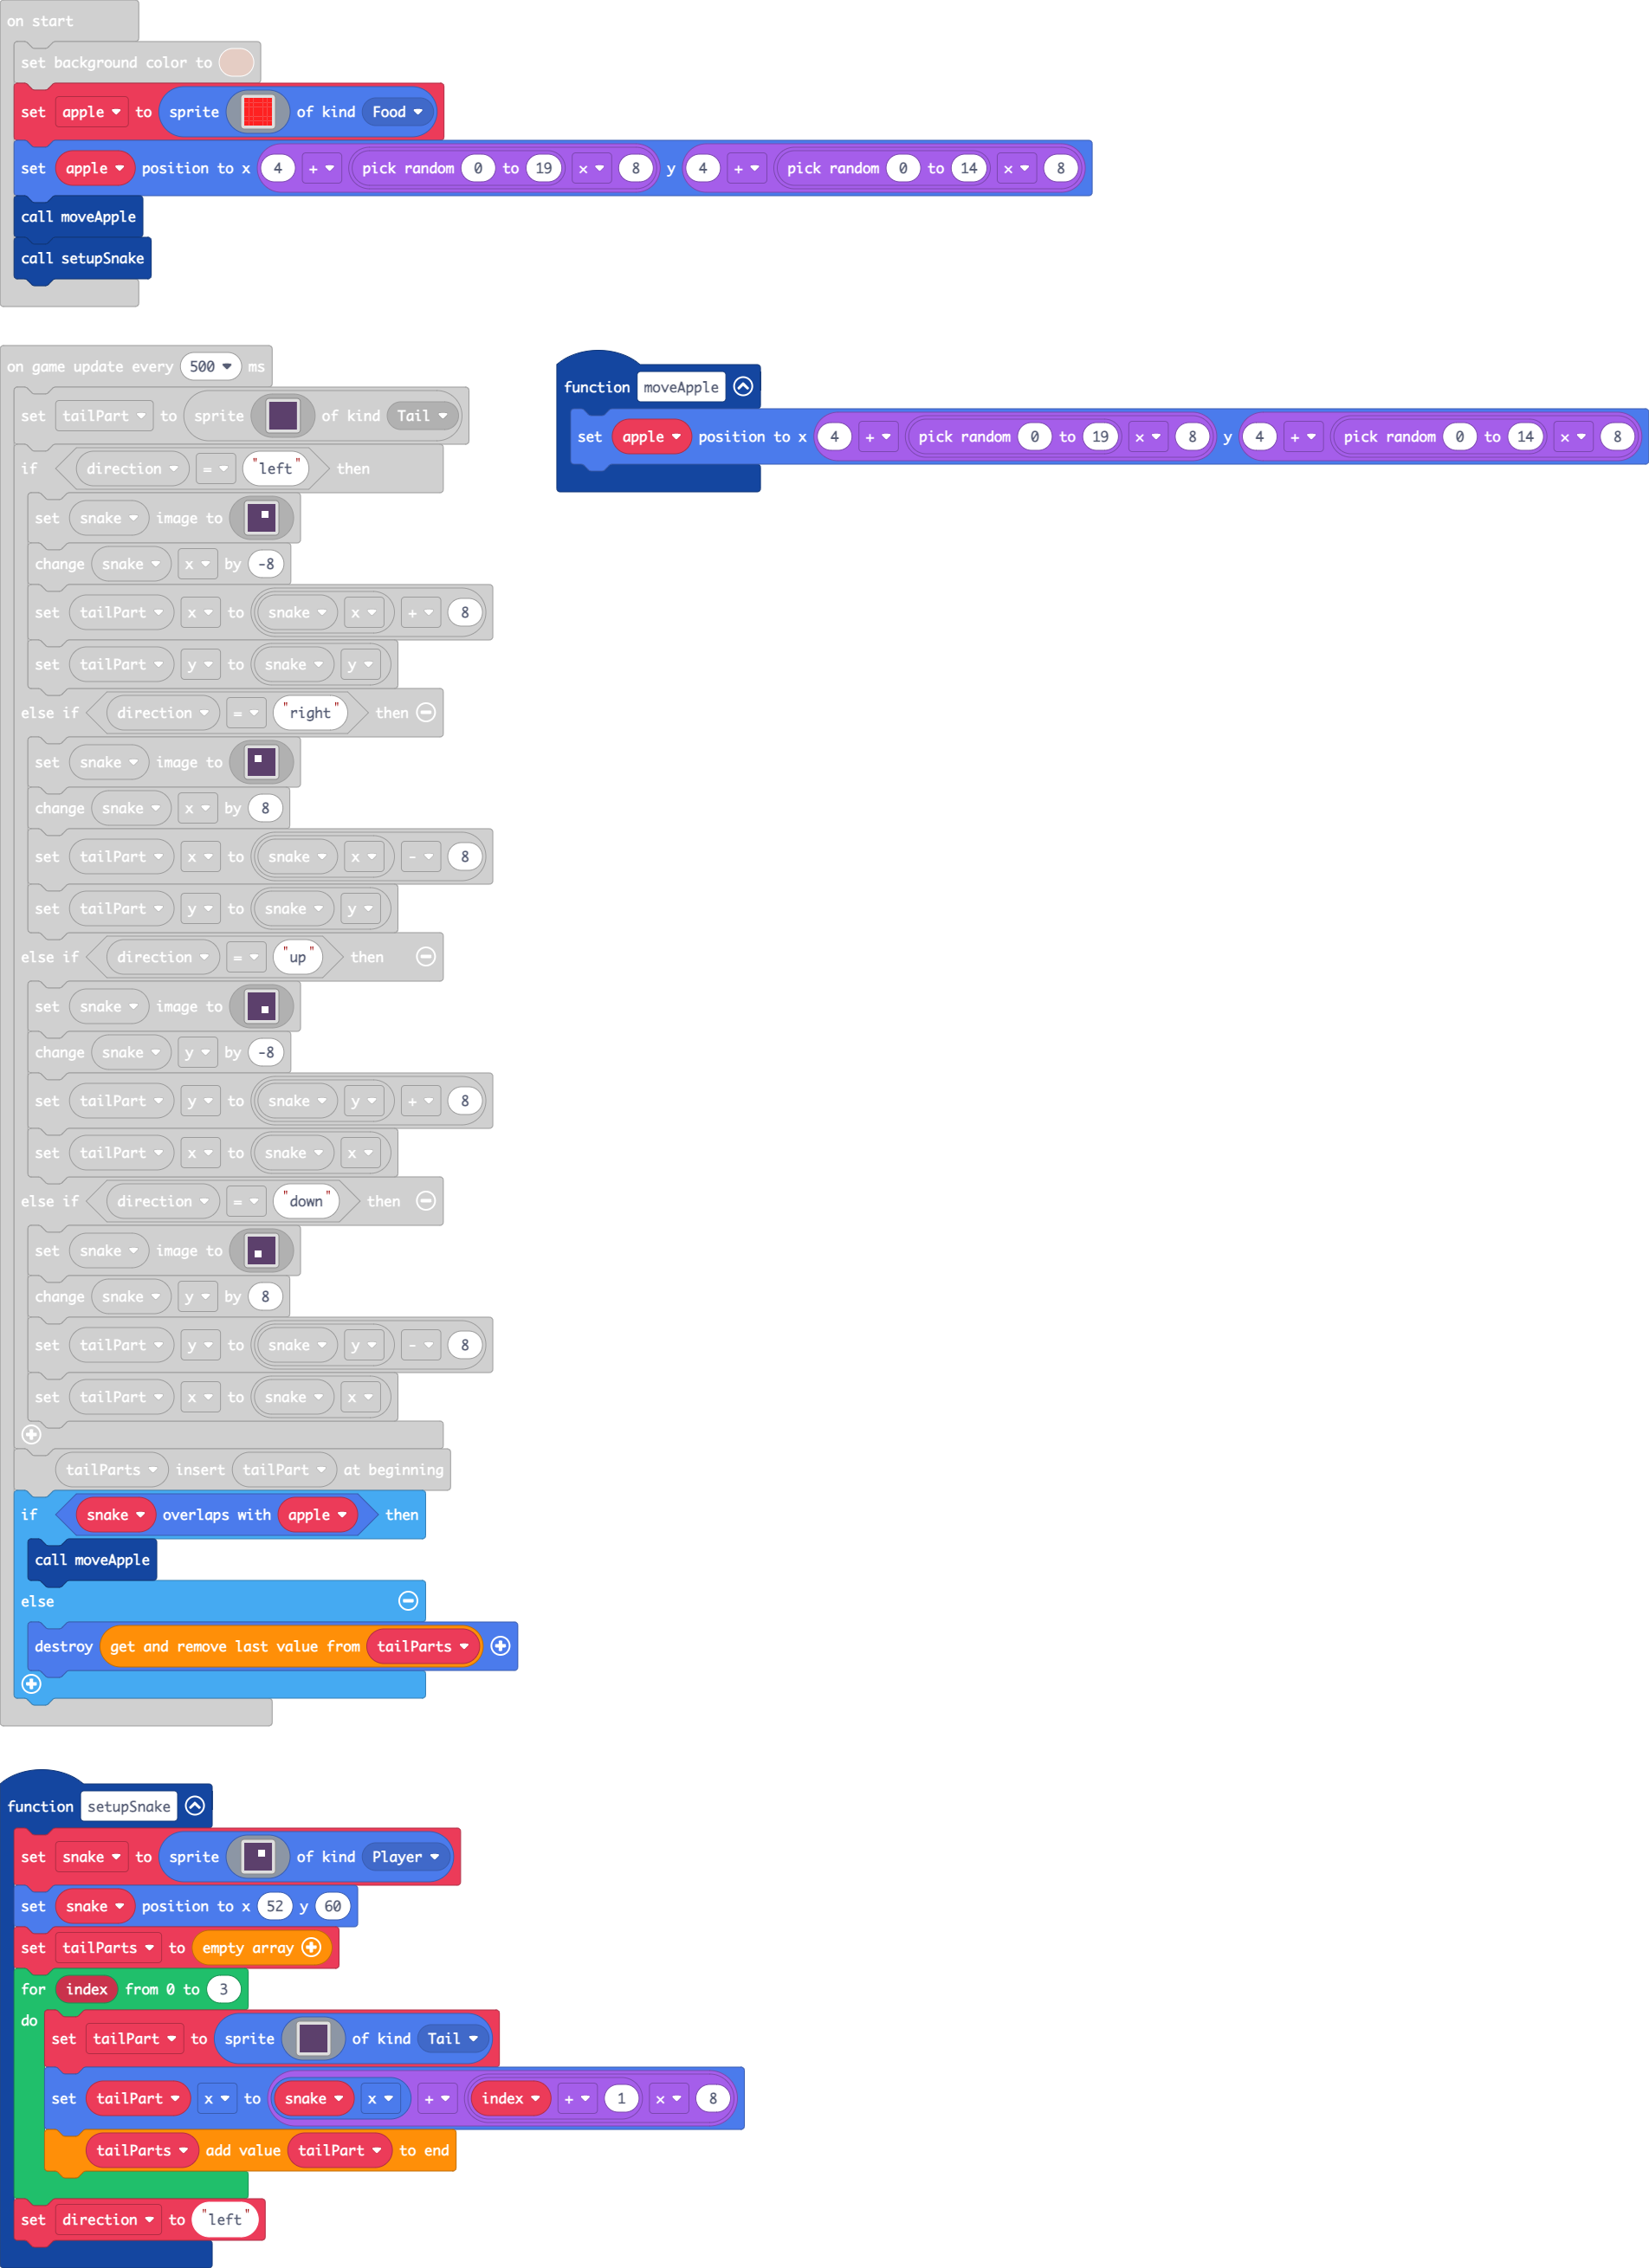 on start
set background color to
set apple to sprite of kind Food
set apple position to x 4 + pick random 0 to 19 × 8 y 4 + pick random 0 to 14 × 8
call moveApple
call setupSnake
on game update every 500 ms
set tailPart to sprite of kind Tail
if direction = "left" then
set snake image to
change snake x by -8
set tailPart x to snake x + 8
set tailPart y to snake y
else if direction = "right" then
set snake image to
change snake x by 8
set tailPart x to snake x - 8
set tailPart y to snake y
else if direction = "up" then
set snake image to
change snake y by -8
set tailPart y to snake y + 8
set tailPart x to snake x
else if direction = "down" then
set snake image to
change snake y by 8
set tailPart y to snake y - 8
set tailPart x to snake x
tailParts insert tailPart at beginning
if snake overlaps with apple then
call moveApple
else
destroy get and remove last value from tailParts
function moveApple
set apple position to x 4 + pick random 0 to 19 × 8 y 4 + pick random 0 to 14 × 8
function setupSnake
set snake to sprite of kind Player
set snake position to x 52 y 60
set tailParts to empty array
for index from 0 to 3
do
set tailPart to sprite of kind Tail
set tailPart x to snake x + index + 1 × 8
tailParts add value tailPart to end
set direction to "left"